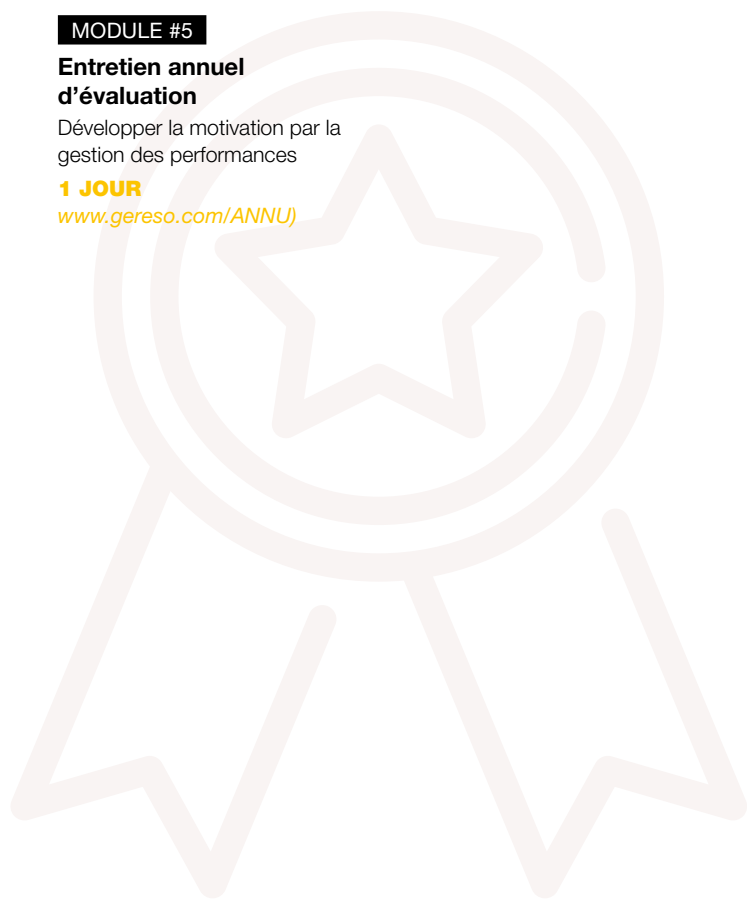 MODULE #5
Entretien annuel
d’évaluation
Développer la motivation par la
gestion des performances
1 JOUR
www.gereso.com/ANNU)